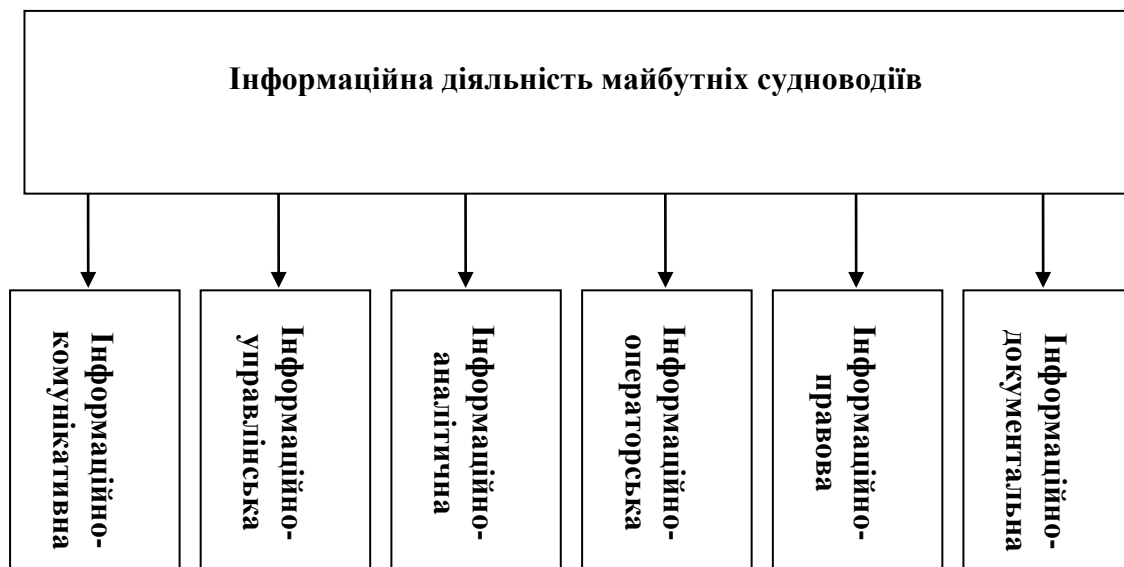 Інформаційна діяльність майбутніх судноводіїв
Інформаційно-
комунікативна
Інформаційно-
управлінська
Інформаційно-
аналітична
Інформаційно-
операторська
Інформаційно-
правова
Інформаційно-
документальна